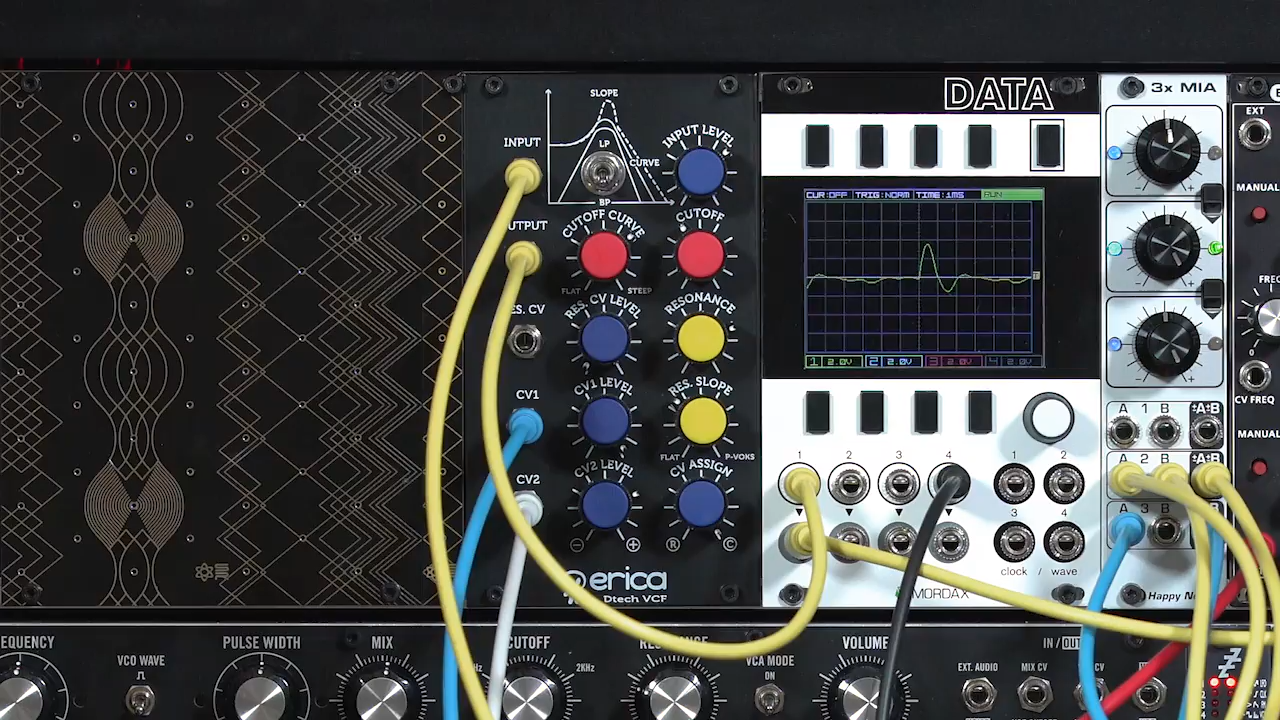 SLOPE
INPUT
LP
CURVE
BP
INPUT LEVEL
CUTOFF CURVE
CUTOFF
FLAT
STEEP
RES. CV LEVEL
RESONANCE
CV1
CV1 LEVEL
RES. SLOPE
FLAT
P-VOKS
CV2
CV2 LEVEL
CV ASSIGN
R
C
erica
Dtech VCF
DATA
CUR:OFF
TRIG:NORM
TIME:1MS
RUN
1 2.0V
2 2.0V
3 2.0V
4 2.0V
1
2
3
4
1
2
3
4
clock / wave
MORDAX
3x MIA
A 1 B
A 2 B
A 3 B
EXT
MANUAL
CV FREQ
MANUAL
PULSE WIDTH
MIX
CUTOFF
VOLUME
VCO WAVE
2KHz
VCA MODE
ON
IN / OUT
EXT. AUDIO
MIX CV